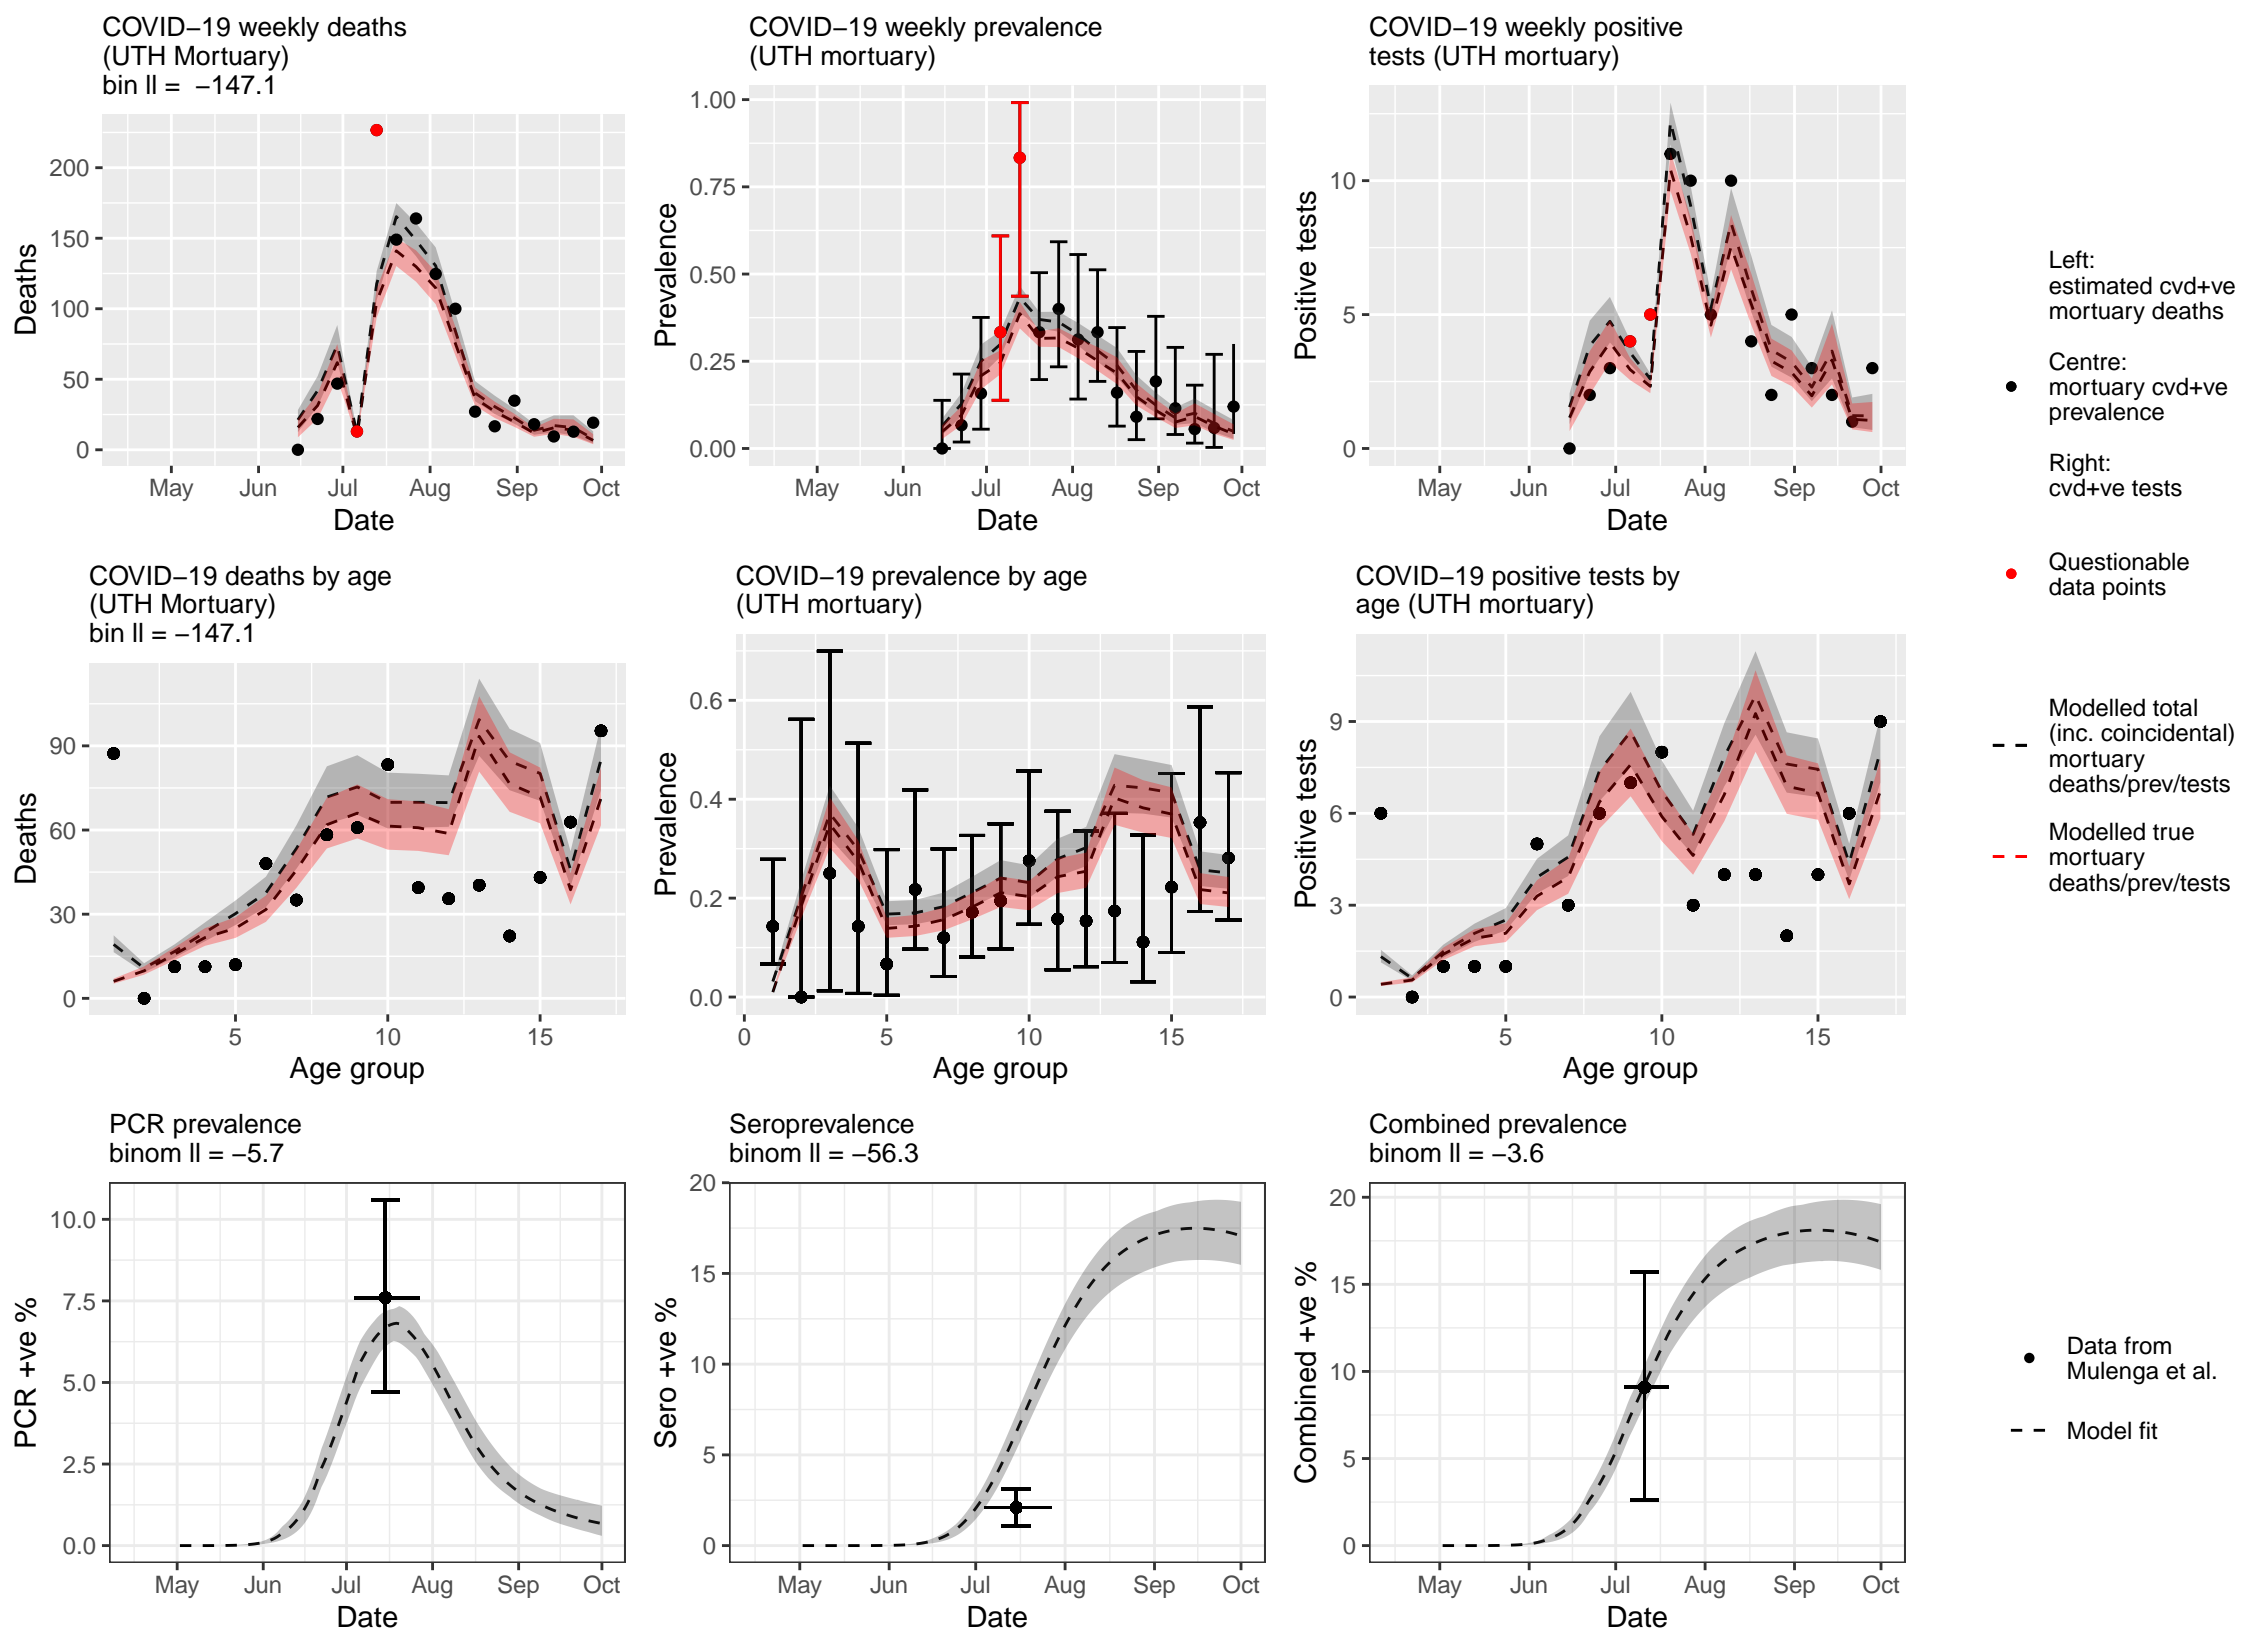 COVID−19 weekly deaths
(UTH Mortuary)
bin ll =  −147.1
200
150
100
50
0
Deaths
May
Jun
Jul
Aug
Sep
Oct
Date
COVID−19 weekly prevalence
(UTH mortuary)
1.00
0.75
0.50
0.25
0.00
Prevalence
May
Jun
Jul
Aug
Sep
Oct
Date
COVID−19 weekly positive
tests (UTH mortuary)
10
5
0
Positive tests
May
Jun
Jul
Aug
Sep
Oct
Date
Left:
estimated cvd+ve
mortuary deaths
Centre:
mortuary cvd+ve
prevalence
Right:
cvd+ve tests
Questionable
data points
Modelled total
(inc. coincidental)
mortuary
deaths/prev/tests
Modelled true
mortuary
deaths/prev/tests
COVID−19 deaths by age
(UTH Mortuary)
bin ll = −147.1
90
60
30
0
Deaths
5
10
15
Age group
COVID−19 prevalence by age
(UTH mortuary)
0.6
0.4
0.2
0.0
Prevalence
0
5
10
15
Age group
COVID−19 positive tests by
age (UTH mortuary)
9
6
3
0
Positive tests
5
10
15
Age group
PCR prevalence
binom ll = −5.7
10.0
7.5
5.0
2.5
0.0
PCR +ve %
May
Jun
Jul
Aug
Sep
Oct
Date
Seroprevalence
binom ll = −56.3
20
15
10
5
0
Sero +ve %
May
Jun
Jul
Aug
Sep
Oct
Date
Combined prevalence
binom ll = −3.6
20
15
10
5
0
Combined +ve %
May
Jun
Jul
Aug
Sep
Oct
Date
Data from
Mulenga et al.
Model fit